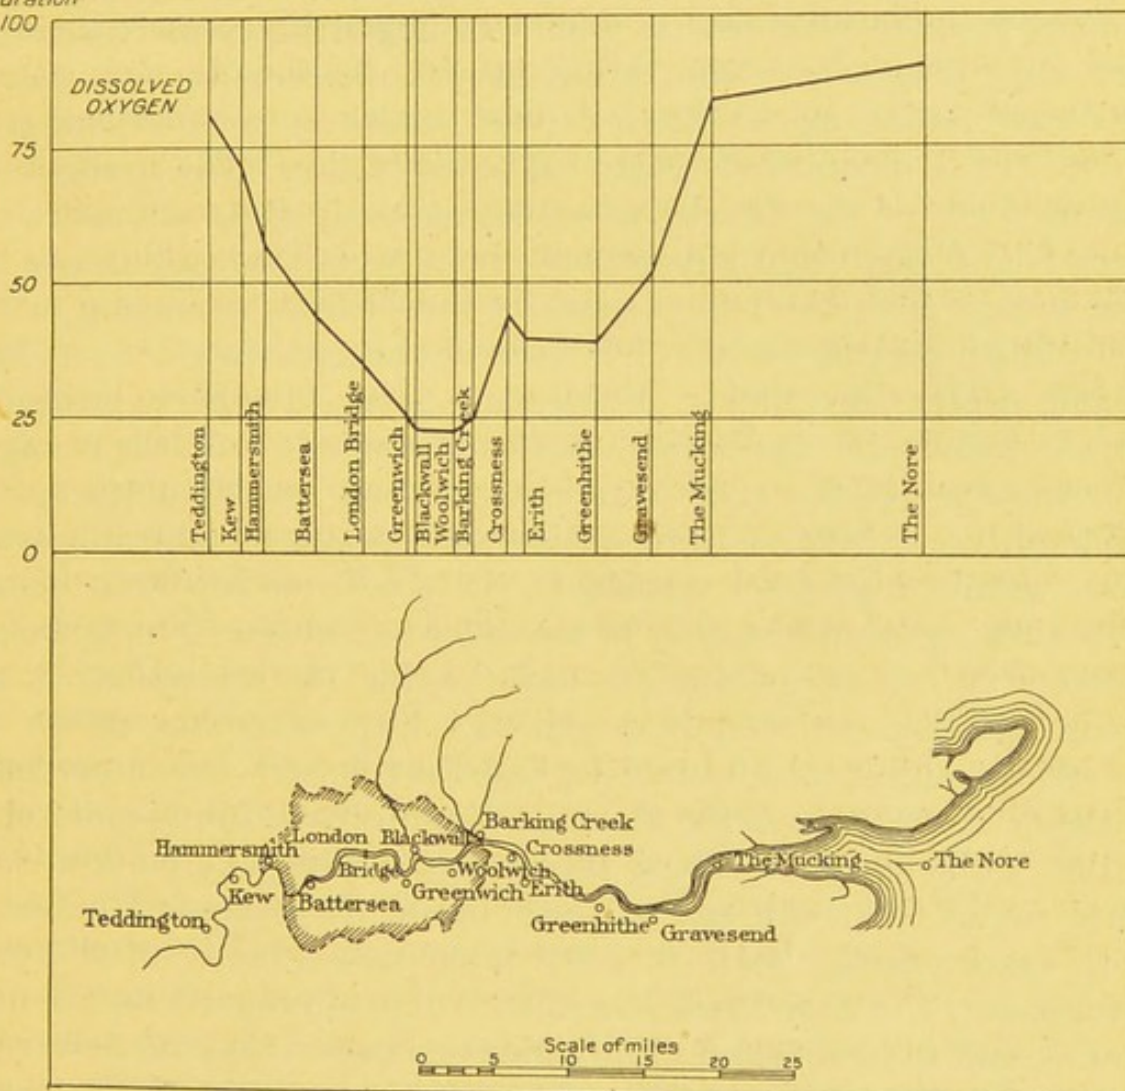 100
DISSOLVED
OXYGEN
75
50
25
0
Teddington
Kew
Hammersmith
Battersea
London Bridge
Greenwich
Blackwall
Woolwich
Barking Creek
Crossness
Erith
Greenhithe
Gravesend
The Mucking
The Nore
London Blackwall Barking Creek
Hammersmith Crossness
Bridge Woolwich The Mucking The Nore
Kew Battersea Greenwich Erith
Teddington Greenhithe Gravesend
Scale of miles
0 5 10 15 20 25